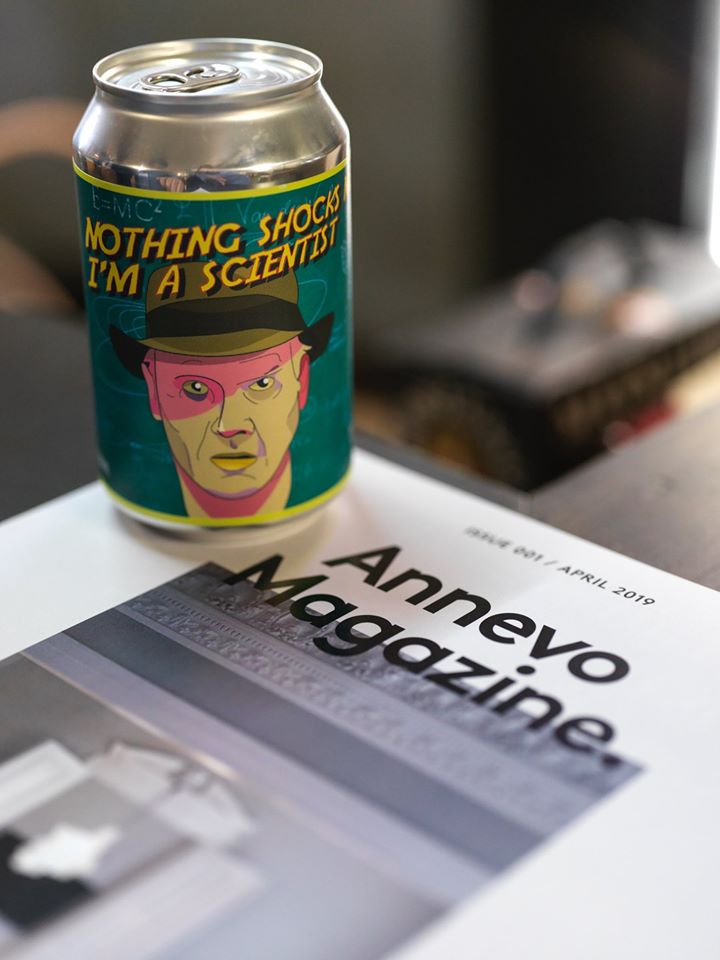 E=MC²
NOTHING SHOCKS
I'M A SCIENTIST
ISSUE 001 / APRIL 2019
Annevo
Magazine.